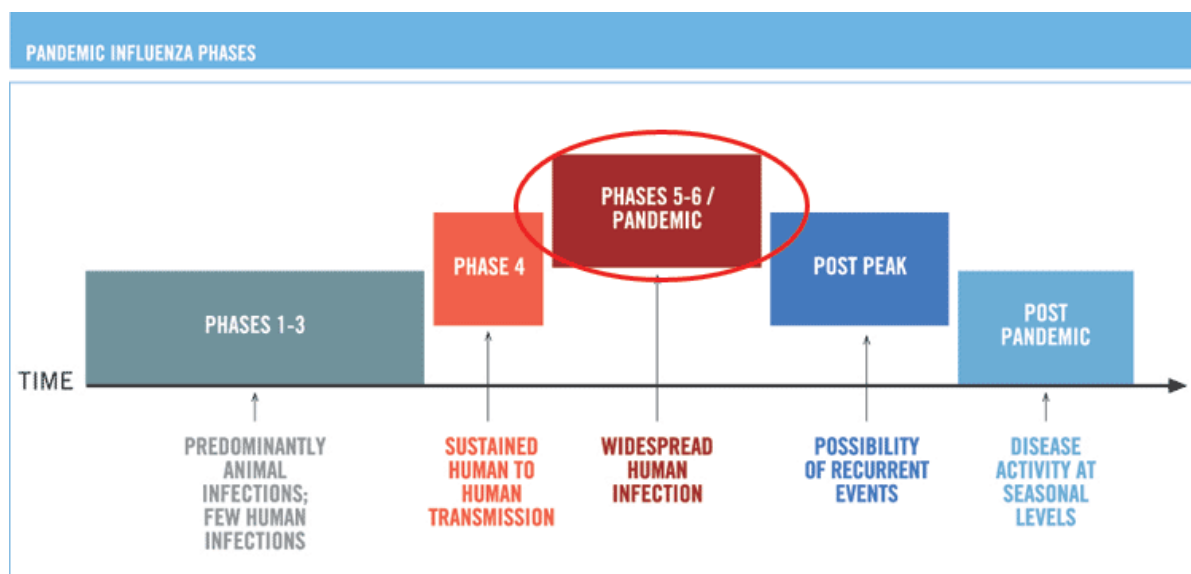 PANDEMIC INFLUENZA PHASES
PHASES 1-3
PHASE 4
PHASES 5-6 /
PANDEMIC
POST PEAK
POST
PANDEMIC
TIME
PREDOMINANTLY
ANIMAL
INFECTIONS;
FEW HUMAN
INFECTIONS
SUSTAINED
HUMAN TO
HUMAN
TRANSMISSION
WIDESPREAD
HUMAN
INFECTION
POSSIBILITY
OF RECURRENT
EVENTS
DISEASE
ACTIVITY AT
SEASONAL
LEVELS